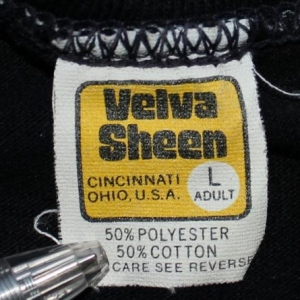 Velva
Sheen
CINCINNATI
OHIO, U.S.A.
L
ADULT
50% POLYESTER
50% COTTON
CARE SEE REVERSE